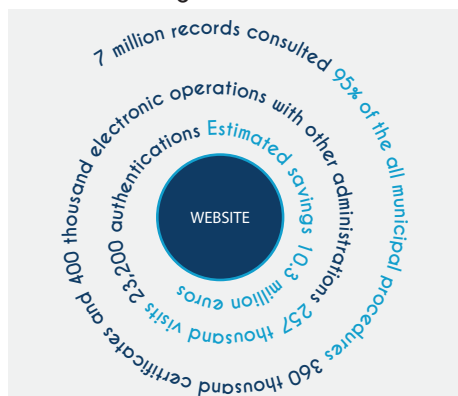 7 million records consulted
95% of the all municipal procedures
360 thousand certificates and 400 thousand electronic operations with other administrations
257 thousand visits
23,200 authentications
Estimated savings 10.3 million euros
WEBSITE